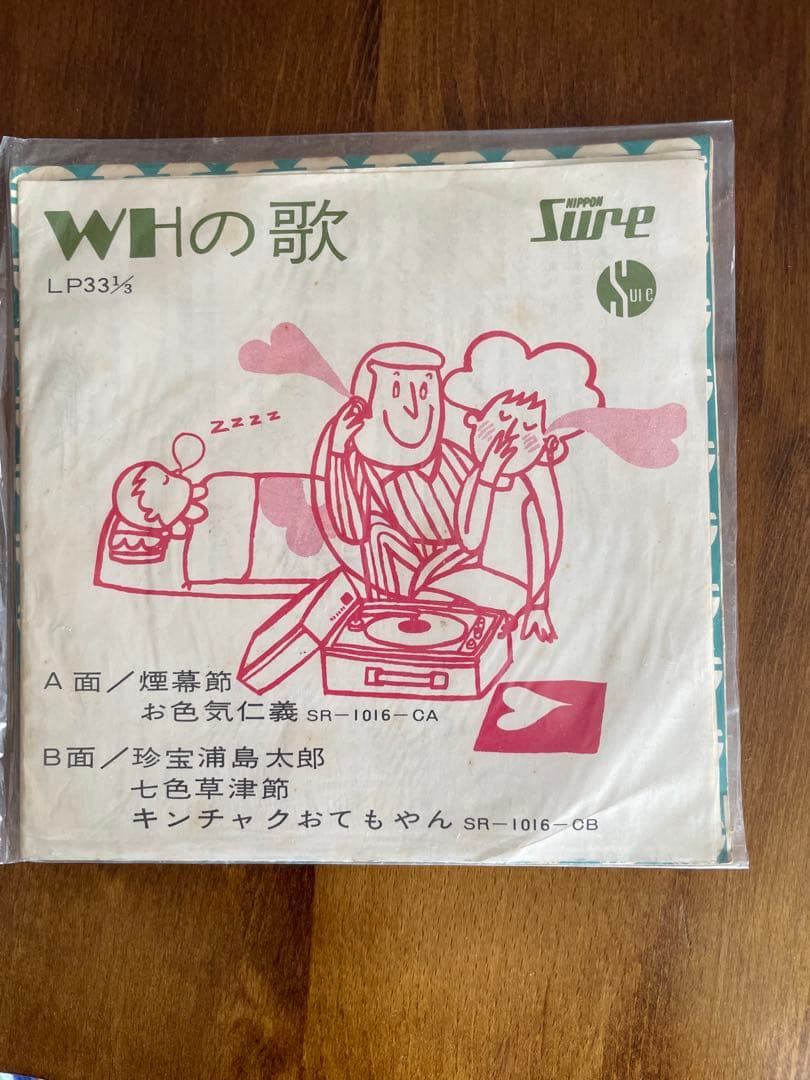 WHの歌
LP33⅓
NIPPON
Sure
SUIC
zzzz
A面／煙幕節
お色気仁義 SR-1016-CA
B面／珍宝浦島太郎
七色草津節
キンチャクおてもやん SR-1016-CB